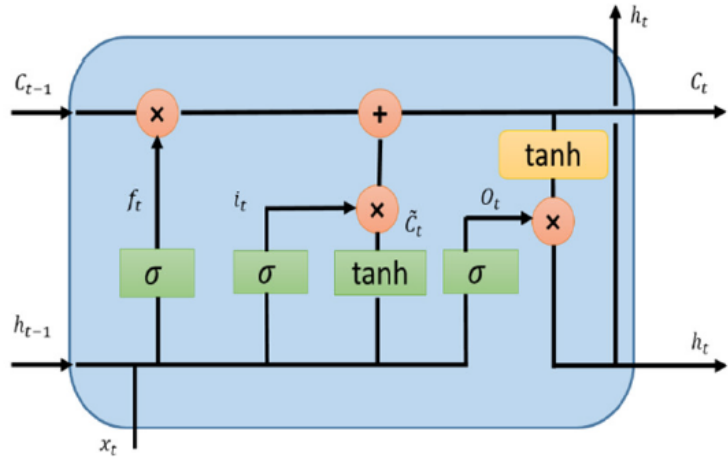 h_t
C_{t-1}
C_t
×
+
tanh
f_t
i_t
×
C̃_t
O_t
×
σ
σ
tanh
σ
h_{t-1}
h_t
x_t